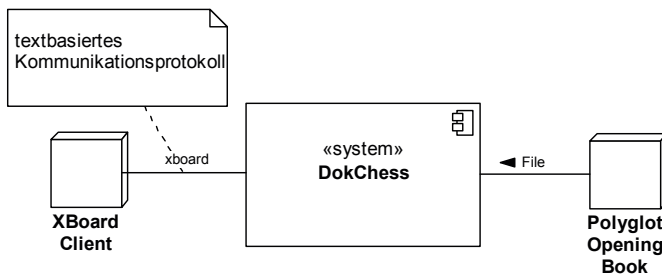 textbasiertes
Kommunikationsprotokoll
«system»
DokChess
xboard
File
XBoard
Client
Polyglot
Opening
Book